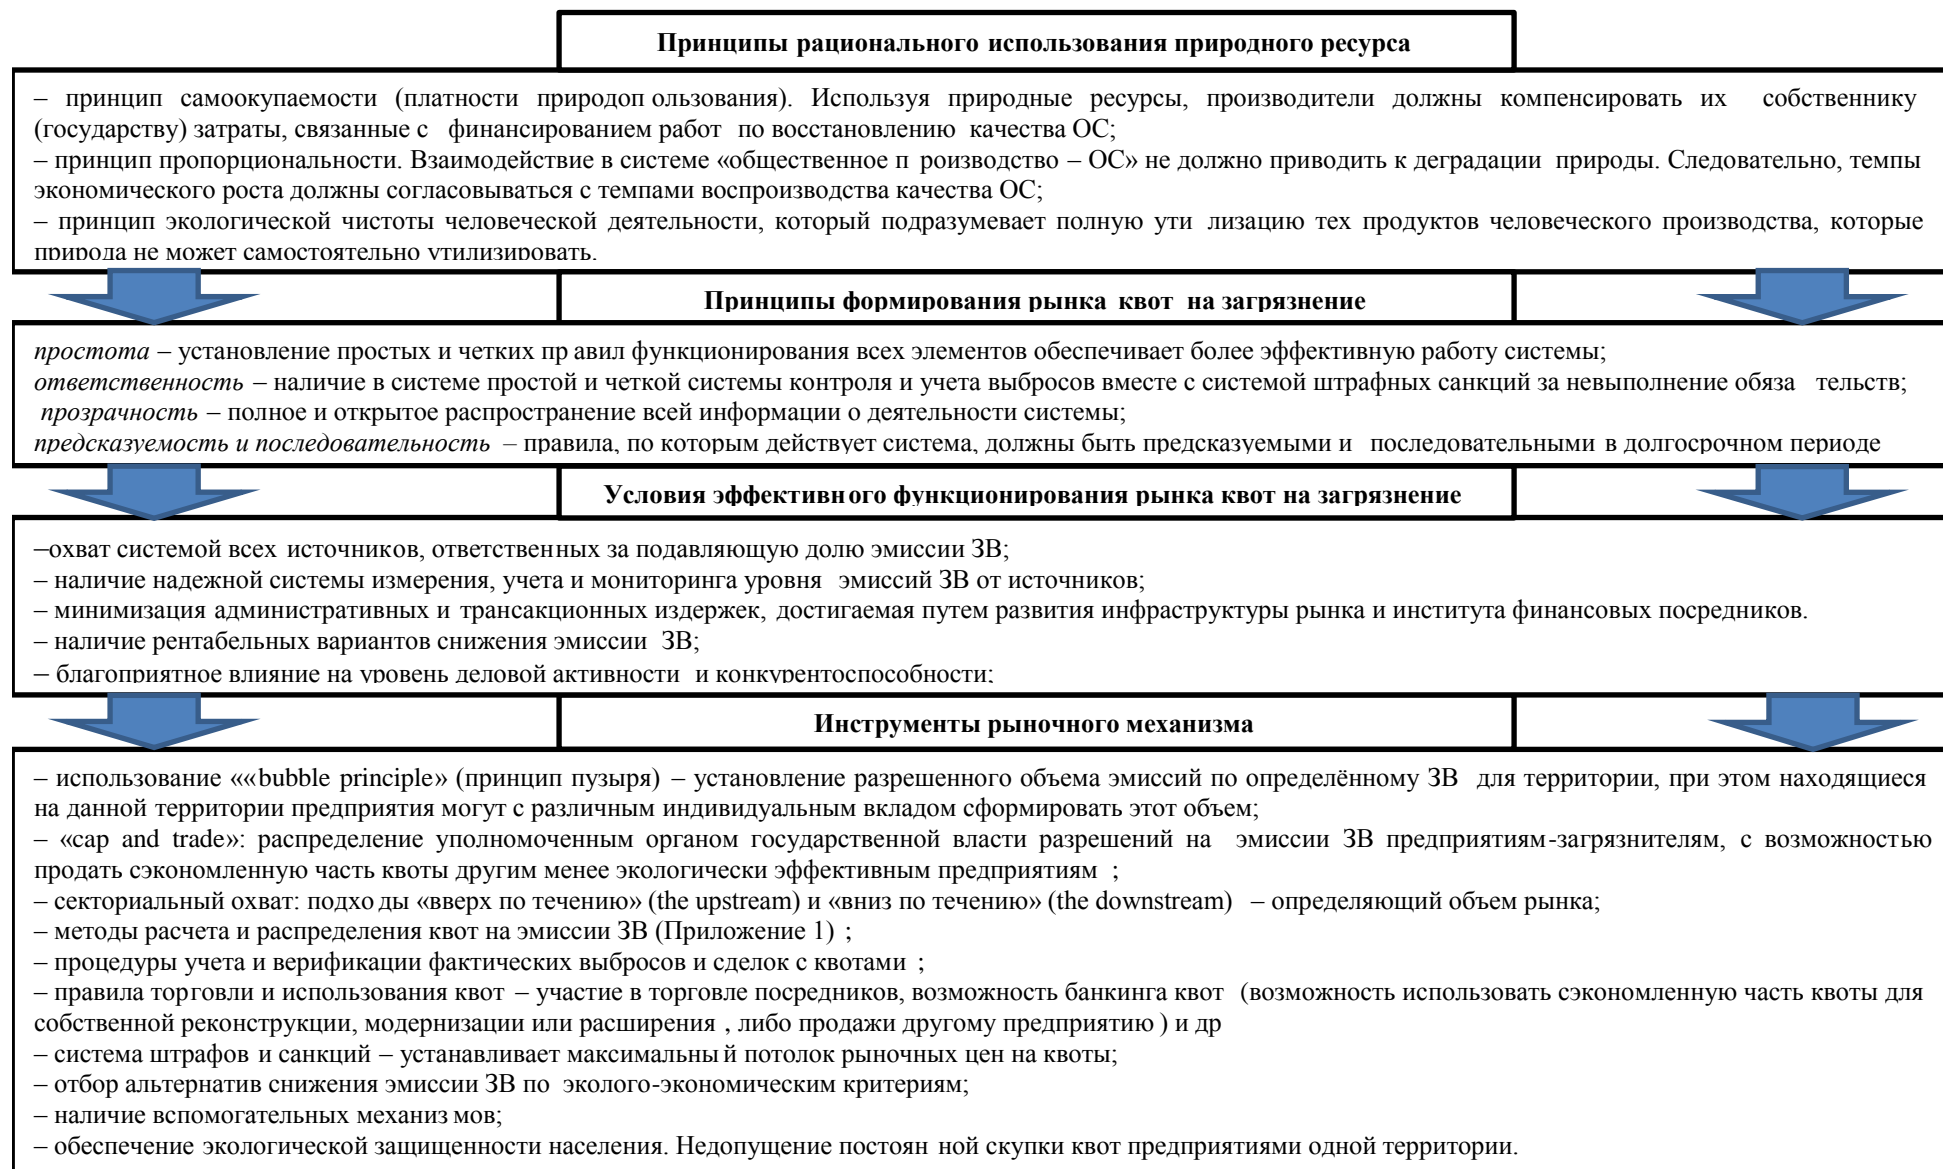 Принципы рационального использования природного ресурса
– принцип самоокупаемости (платности природоп ользования). Используя природные ресурсы, производители должны компенсировать их собственнику
(государству) затраты, связанные с финансированием работ по восстановлению качества ОС;
– принцип пропорциональности. Взаимодействие в системе «общественное п роизводство – ОС» не должно приводить к деградации природы. Следовательно, темпы
экономического роста должны согласовываться с темпами воспроизводства качества ОС;
– принцип экологической чистоты человеческой деятельности, который подразумевает полную ути лизацию тех продуктов человеческого производства, которые
природа не может самостоятельно утилизировать.
Принципы формирования рынка квот на загрязнение
простота – установление простых и четких пр авил функционирования всех элементов обеспечивает более эффективную работу системы;
ответственность – наличие в системе простой и четкой системы контроля и учета выбросов вместе с системой штрафных санкций за невыполнение обяза тельств;
прозрачность – полное и открытое распространение всей информации о деятельности системы;
предсказуемость и последовательность – правила, по которым действует система, должны быть предсказуемыми и последовательными в долгосрочном периоде
Условия эффективного функционирования рынка квот на загрязнение
–охват системой всех источников, ответственных за подавляющую долю эмиссии ЗВ;
– наличие надежной системы измерения, учета и мониторинга уровня эмиссий ЗВ от источников;
– минимизация административных и трансакционных издержек, достигаемая путем развития инфраструктуры рынка и института финансовых посредников.
– наличие рентабельных вариантов снижения эмиссии ЗВ;
– благоприятное влияние на уровень деловой активности и конкурентоспособности;
Инструменты рыночного механизма
– использование ««bubble principle» (принцип пузыря) – установление разрешенного объема эмиссий по определённому ЗВ для территории, при этом находящиеся
на данной территории предприятия могут с различным индивидуальным вкладом сформировать этот объем;
– «cap and trade»: распределение уполномоченным органом государственной власти разрешений на эмиссии ЗВ предприятиям-загрязнителям, с возможностью
продать сэкономленную часть квоты другим менее экологически эффективным предприятиям ;
– секториальный охват: подхо ды «вверх по течению» (the upstream) и «вниз по течению» (the downstream) – определяющий объем рынка;
– методы расчета и распределения квот на эмиссии ЗВ (Приложение 1) ;
– процедуры учета и верификации фактических выбросов и сделок с квотами ;
– правила торговли и использования квот – участие в торговле посредников, возможность банкинга квот (возможность использовать сэкономленную часть квоты для
собственной реконструкции, модернизации или расширения , либо продажи другому предприятию ) и др
– система штрафов и санкций – устанавливает максимальны й потолок рыночных цен на квоты;
– отбор альтернатив снижения эмиссии ЗВ по эколого-экономическим критериям;
– наличие вспомогательных механиз мов;
– обеспечение экологической защищенности населения. Недопущение постоян ной скупки квот предприятиями одной территории.